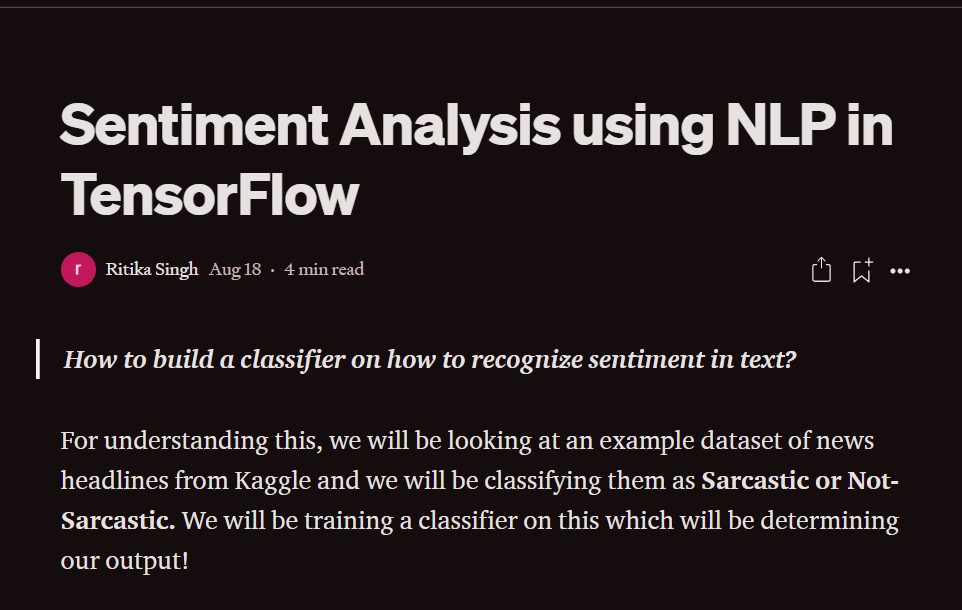 Sentiment Analysis using NLP in
TensorFlow
r
Ritika Singh Aug 18 · 4 min read
How to build a classifier on how to recognize sentiment in text?
For understanding this, we will be looking at an example dataset of news
headlines from Kaggle and we will be classifying them as Sarcastic or Not-
Sarcastic. We will be training a classifier on this which will be determining
our output!